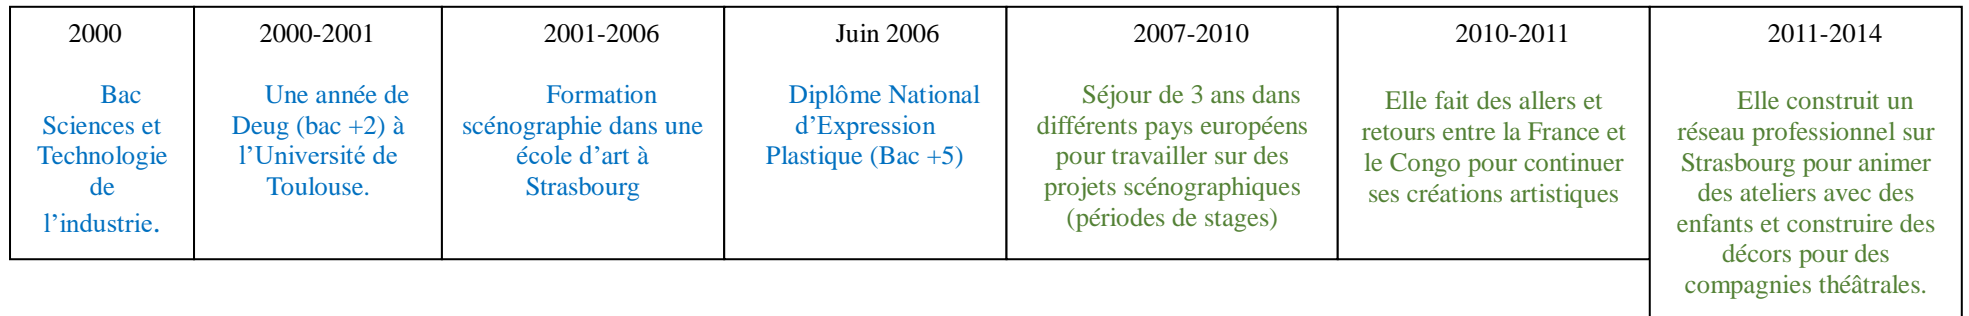 2000
Bac
Sciences et
Technologie
de
l’industrie.
2000-2001
Une année de
Deug (bac +2) à
l’Université de
Toulouse.
2001-2006
Formation
scénographie dans une
école d’art à
Strasbourg
Juin 2006
Diplôme National
d’Expression
Plastique (Bac +5)
2007-2010
Séjour de 3 ans dans
différents pays européens
pour travailler sur des
projets scénographiques
(périodes de stages)
2010-2011
Elle fait des allers et
retours entre la France et
le Congo pour continuer
ses créations artistiques
2011-2014
Elle construit un
réseau professionnel sur
Strasbourg pour animer
des ateliers avec des
enfants et construire des
décors pour des
compagnies théâtrales.